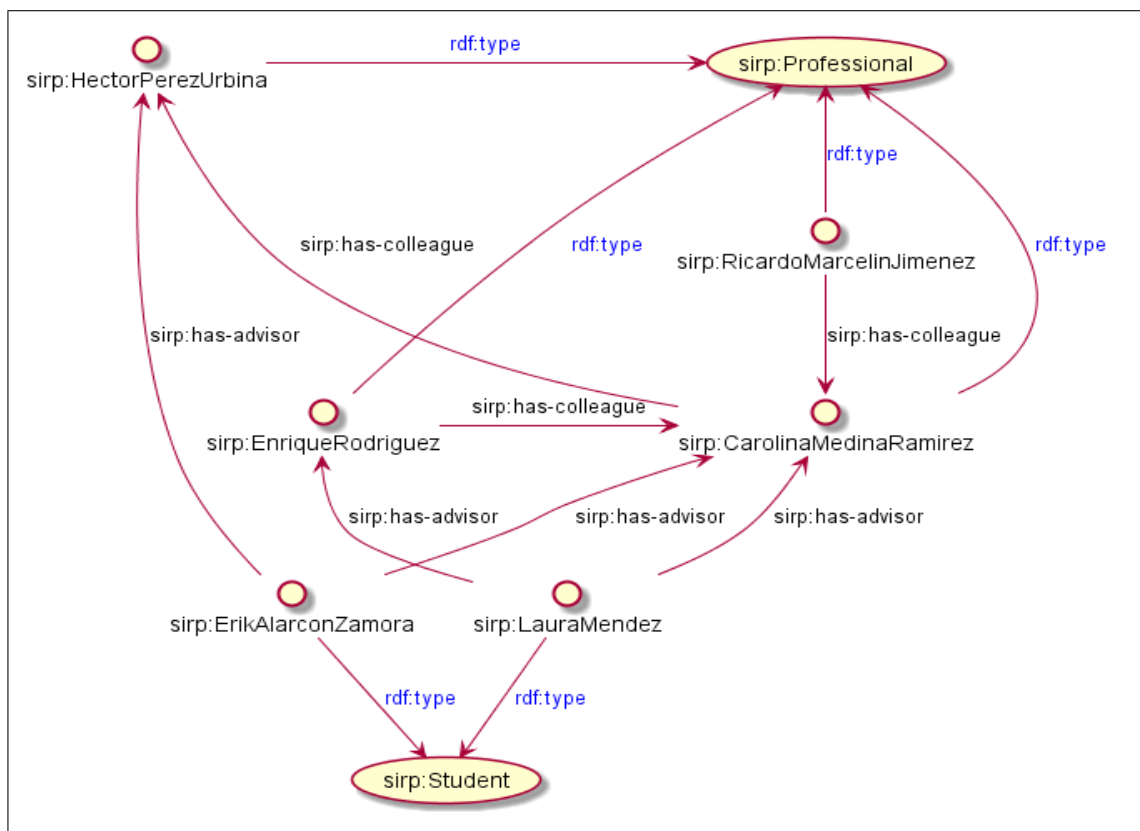 rdf:type
sirp:HectorPerezUrbina
sirp:Professional
rdf:type
sirp:has-colleague
rdf:type
rdf:type
sirp:RicardoMarcelinJimenez
sirp:has-advisor
sirp:has-colleague
sirp:has-colleague
sirp:EnriqueRodriguez
sirp:CarolinaMedinaRamirez
sirp:has-advisor
sirp:has-advisor
sirp:has-advisor
sirp:ErikAlarconZamora
sirp:LauraMendez
rdf:type
rdf:type
sirp:Student